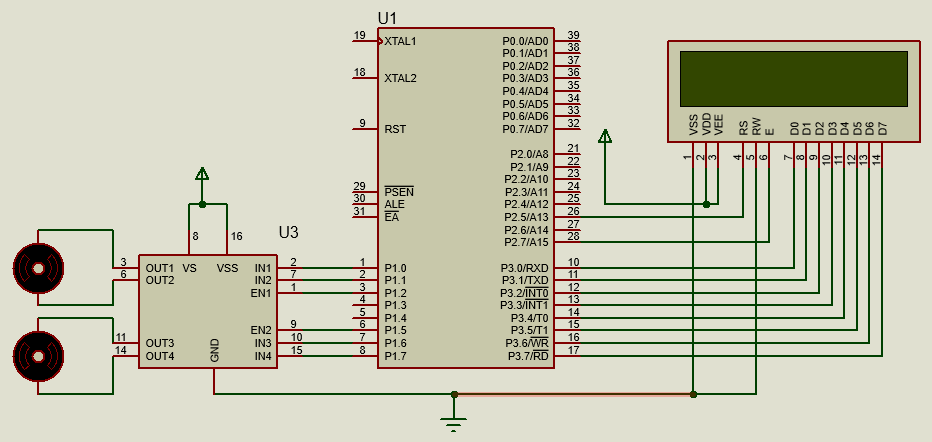 U1
19 XTAL1
18 XTAL2
9 RST
29 PSEN
30 ALE
31 EA
1 P1.0
2 P1.1
3 P1.2
4 P1.3
5 P1.4
6 P1.5
7 P1.6
8 P1.7
P0.0/AD0 39
P0.1/AD1 38
P0.2/AD2 37
P0.3/AD3 36
P0.4/AD4 35
P0.5/AD5 34
P0.6/AD6 33
P0.7/AD7 32
P2.0/A8 21
P2.1/A9 22
P2.2/A10 23
P2.3/A11 24
P2.4/A12 25
P2.5/A13 26
P2.6/A14 27
P2.7/A15 28
P3.0/RXD 10
P3.1/TXD 11
P3.2/INT0 12
P3.3/INT1 13
P3.4/T0 14
P3.5/T1 15
P3.6/WR 16
P3.7/RD 17
U3
8 16
VS VSS
3 OUT1
6 OUT2
11 OUT3
14 OUT4
IN1 2
IN2 7
EN1 1
EN2 9
IN3 10
IN4 15
GND
VSS VDD VEE RS RW E D0 D1 D2 D3 D4 D5 D6 D7
1 2 3 4 5 6 7 8 9 10 11 12 13 14